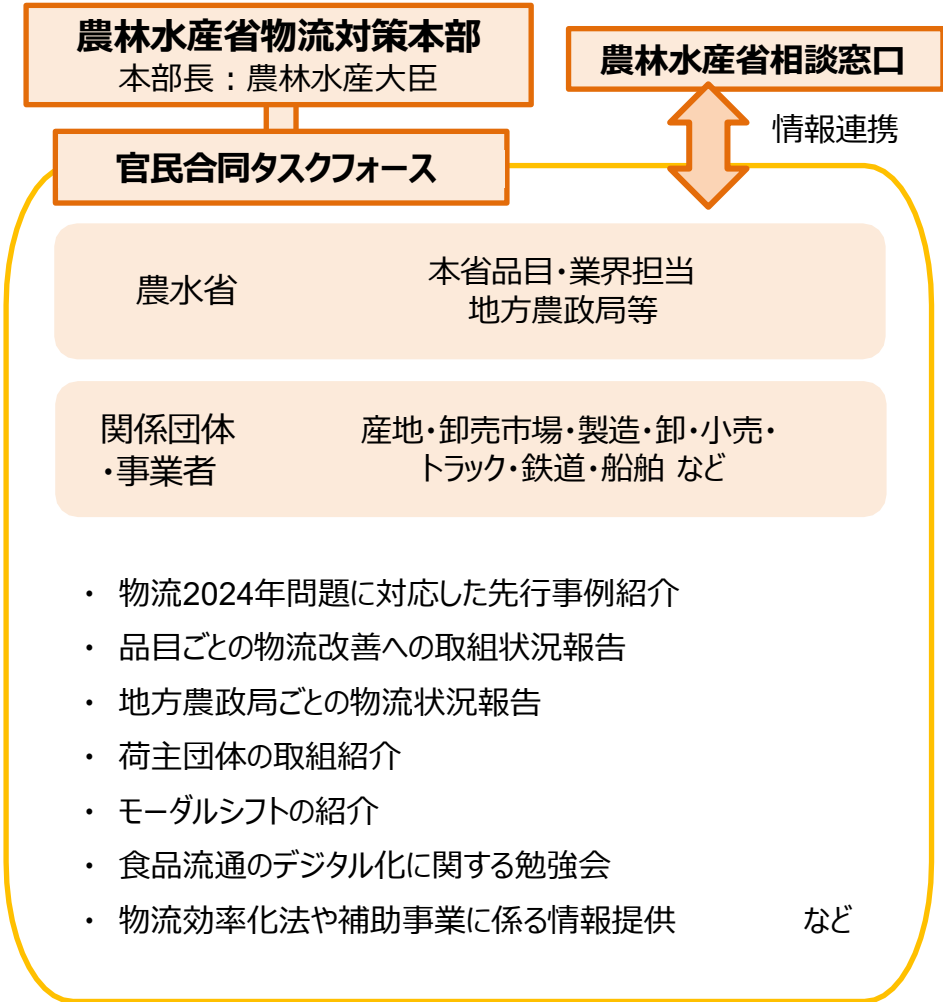 農林水産省物流対策本部
本部長：農林水産大臣
農林水産省相談窓口
情報連携
官民合同タスクフォース
農水省
本省品目・業界担当
地方農政局等
関係団体
・事業者
産地・卸売市場・製造・卸・小売・
トラック・鉄道・船舶 など
・ 物流2024年問題に対応した先行事例紹介
・ 品目ごとの物流改善への取組状況報告
・ 地方農政局ごとの物流状況報告
・ 荷主団体の取組紹介
・ モーダルシフトの紹介
・ 食品流通のデジタル化に関する勉強会
・ 物流効率化法や補助事業に係る情報提供 など